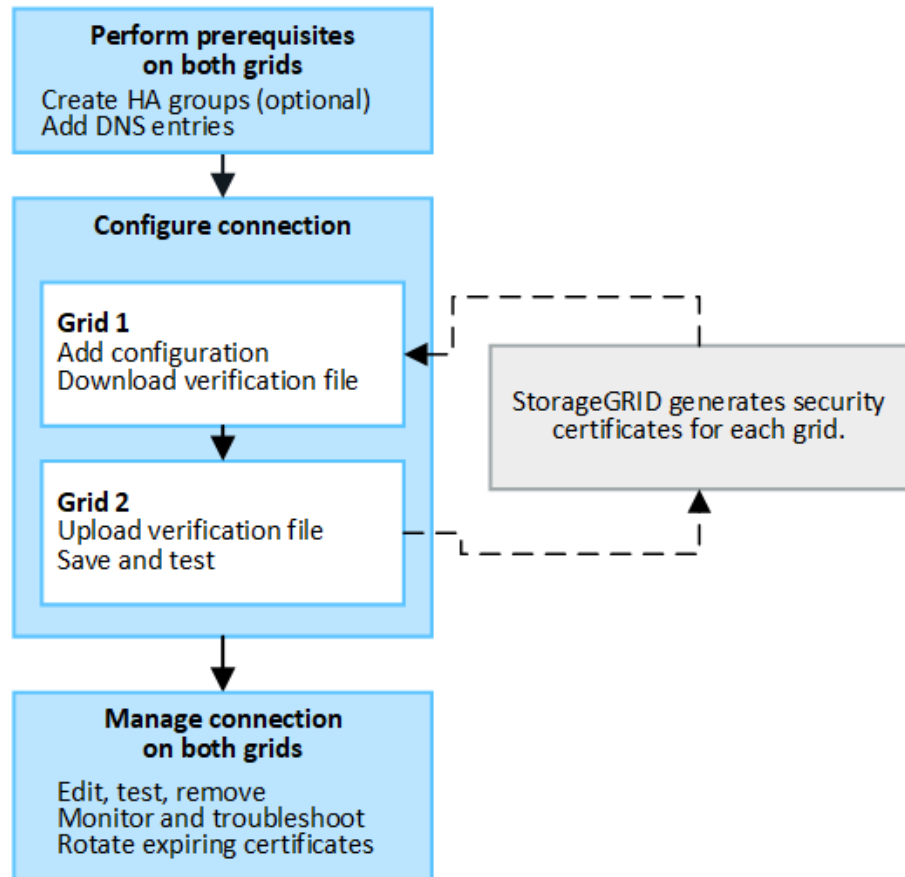 Perform prerequisites
on both grids
Create HA groups (optional)
Add DNS entries
Configure connection
Grid 1
Add configuration
Download verification file
StorageGRID generates security
certificates for each grid.
Grid 2
Upload verification file
Save and test
Manage connection
on both grids
Edit, test, remove
Monitor and troubleshoot
Rotate expiring certificates